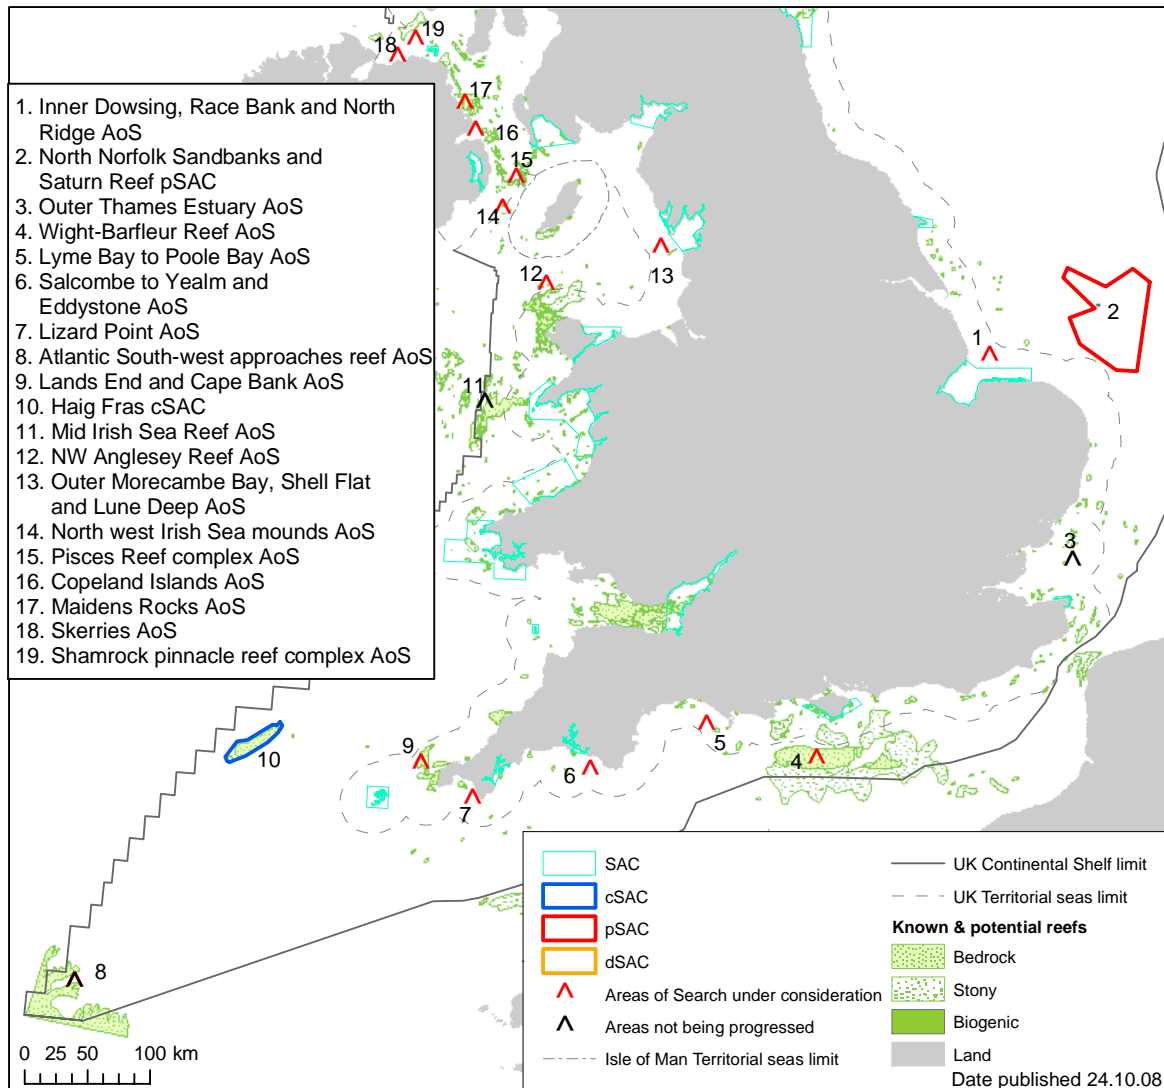 19
18
17
16
15
14
13
12
11
1
2
3
1. Inner Dowsing, Race Bank and North
Ridge AoS
2. North Norfolk Sandbanks and
Saturn Reef pSAC
3. Outer Thames Estuary AoS
4. Wight-Barfleur Reef AoS
5. Lyme Bay to Poole Bay AoS
6. Salcombe to Yealm and
Eddystone AoS
7. Lizard Point AoS
8. Atlantic South-west approaches reef AoS
9. Lands End and Cape Bank AoS
10. Haig Fras cSAC
11. Mid Irish Sea Reef AoS
12. NW Anglesey Reef AoS
13. Outer Morecambe Bay, Shell Flat
and Lune Deep AoS
14. North west Irish Sea mounds AoS
15. Pisces Reef complex AoS
16. Copeland Islands AoS
17. Maidens Rocks AoS
18. Skerries AoS
19. Shamrock pinnacle reef complex AoS
10
9
7
6
5
4
8
0 25 50 100 km
SAC
cSAC
pSAC
dSAC
Areas of Search under consideration
Areas not being progressed
Isle of Man Territorial seas limit
UK Continental Shelf limit
UK Territorial seas limit
Known & potential reefs
Bedrock
Stony
Biogenic
Land
Date published 24.10.08